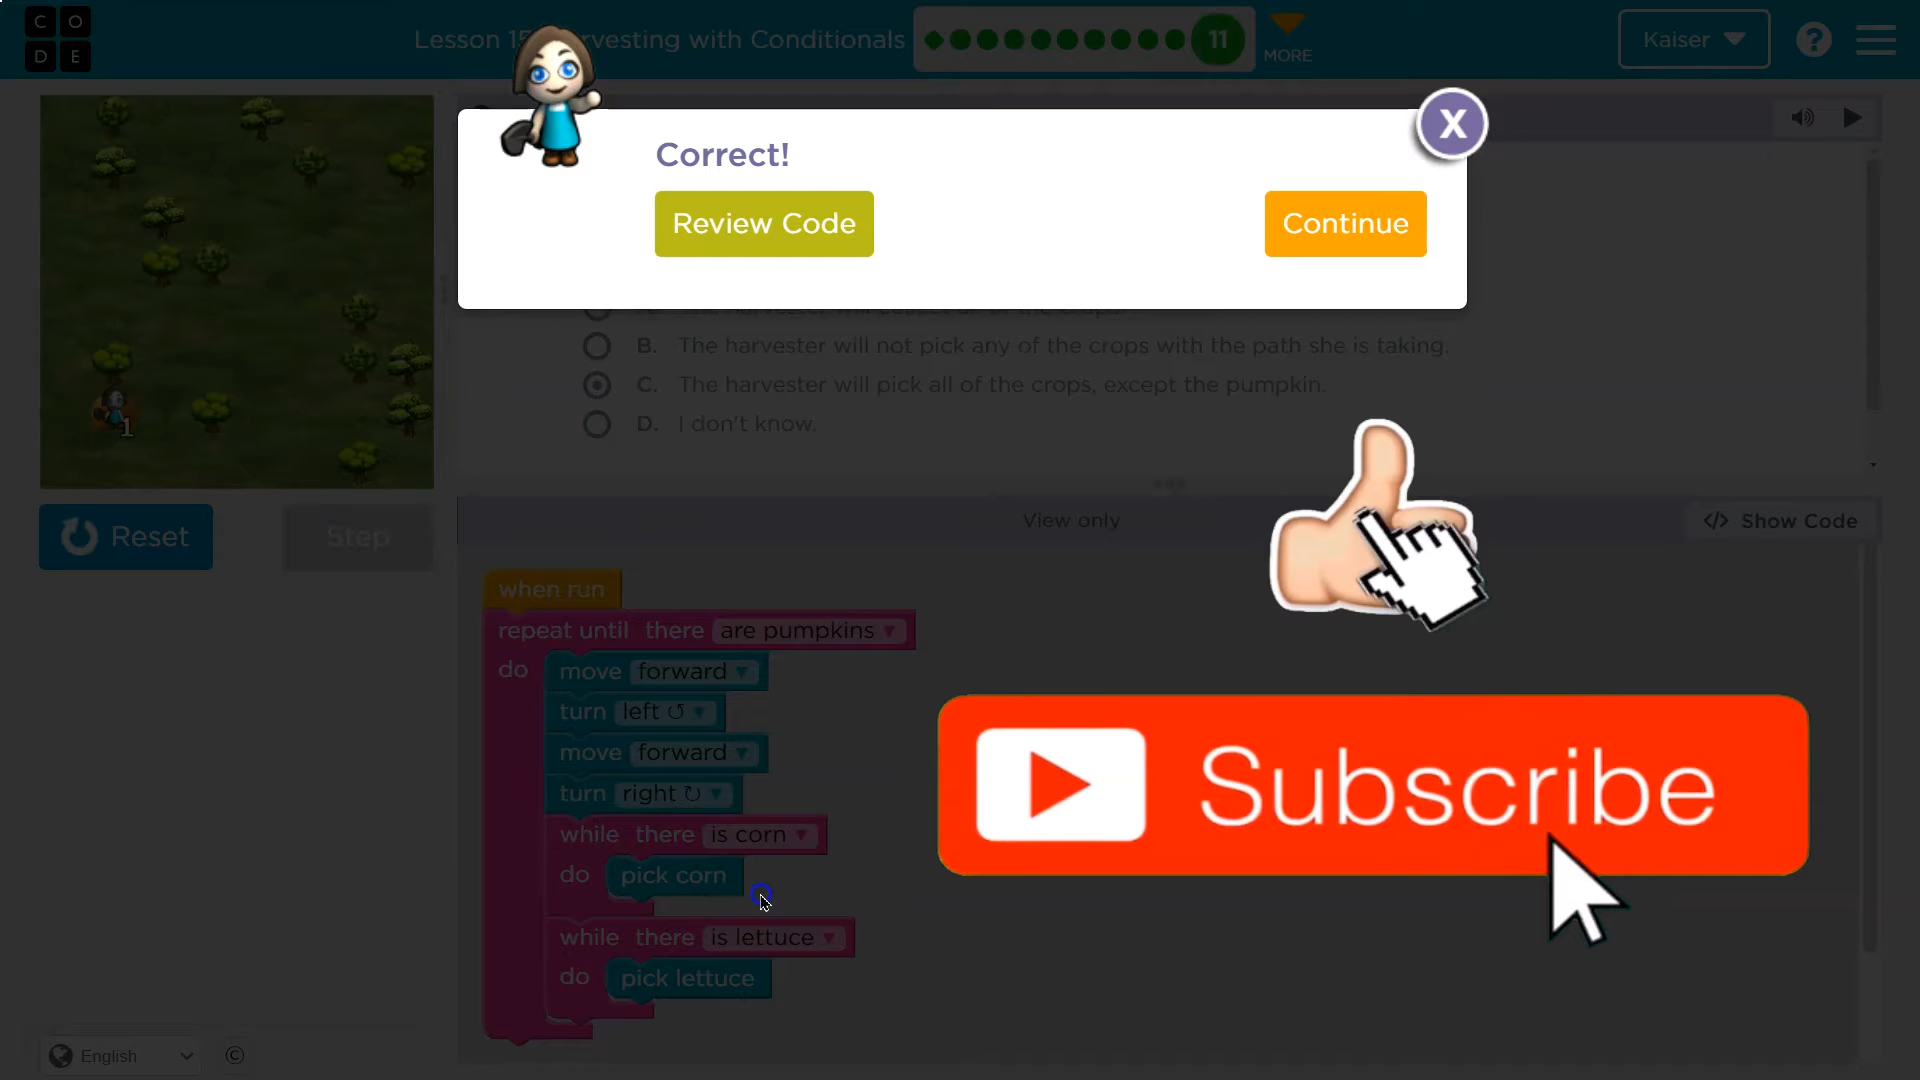 C O
D E
Lesson 15: Harvesting with Conditionals
11
MORE
Kaiser
?
X
Correct!
Review Code
Continue
B. The harvester will not pick any of the crops with the path she is taking.
C. The harvester will pick all of the crops, except the pumpkin.
D. I don't know.
1
Reset
Step
View only
</> Show Code
when run
repeat until there are pumpkins
do move forward
turn left
move forward
turn right
while there is corn
do pick corn
while there is lettuce
do pick lettuce
Subscribe
English
©